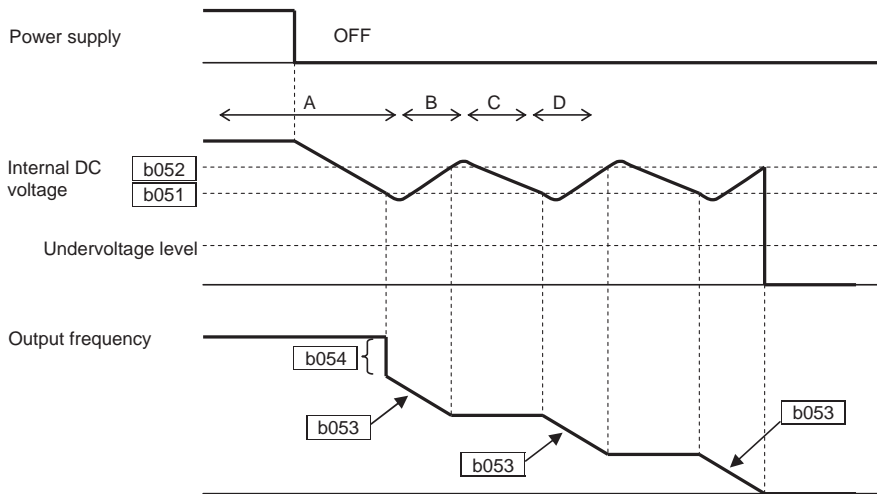 Power supply
OFF
A
B
C
D
Internal DC
voltage
b052
b051
Undervoltage level
Output frequency
b054
b053
b053
b053